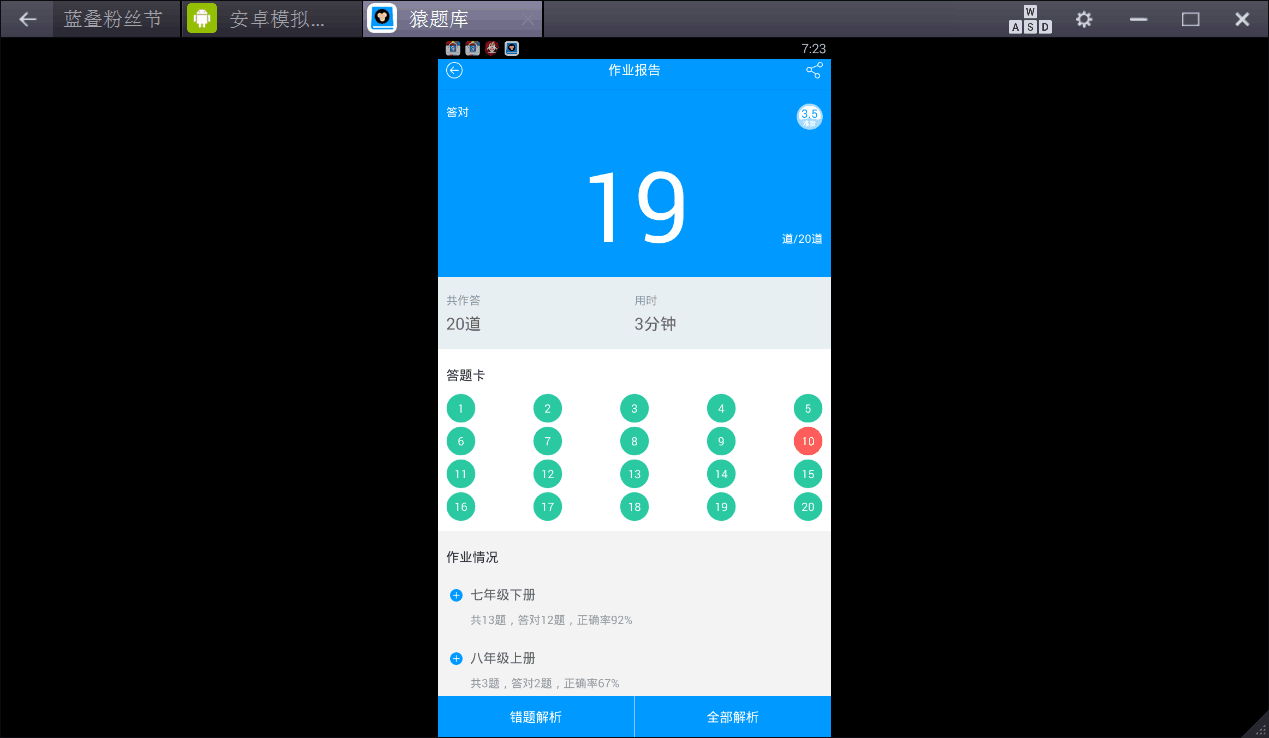 蓝叠粉丝节
安卓模拟...
猿题库
W
A S D
7:23
作业报告
答对
3.5
19
道/20道
共作答
用时
20道
3分钟
答题卡
1 2 3 4 5
6 7 8 9 10
11 12 13 14 15
16 17 18 19 20
作业情况
七年级下册
共13题，答对12题，正确率92%
八年级上册
共3题，答对2题，正确率67%
错题解析
全部解析